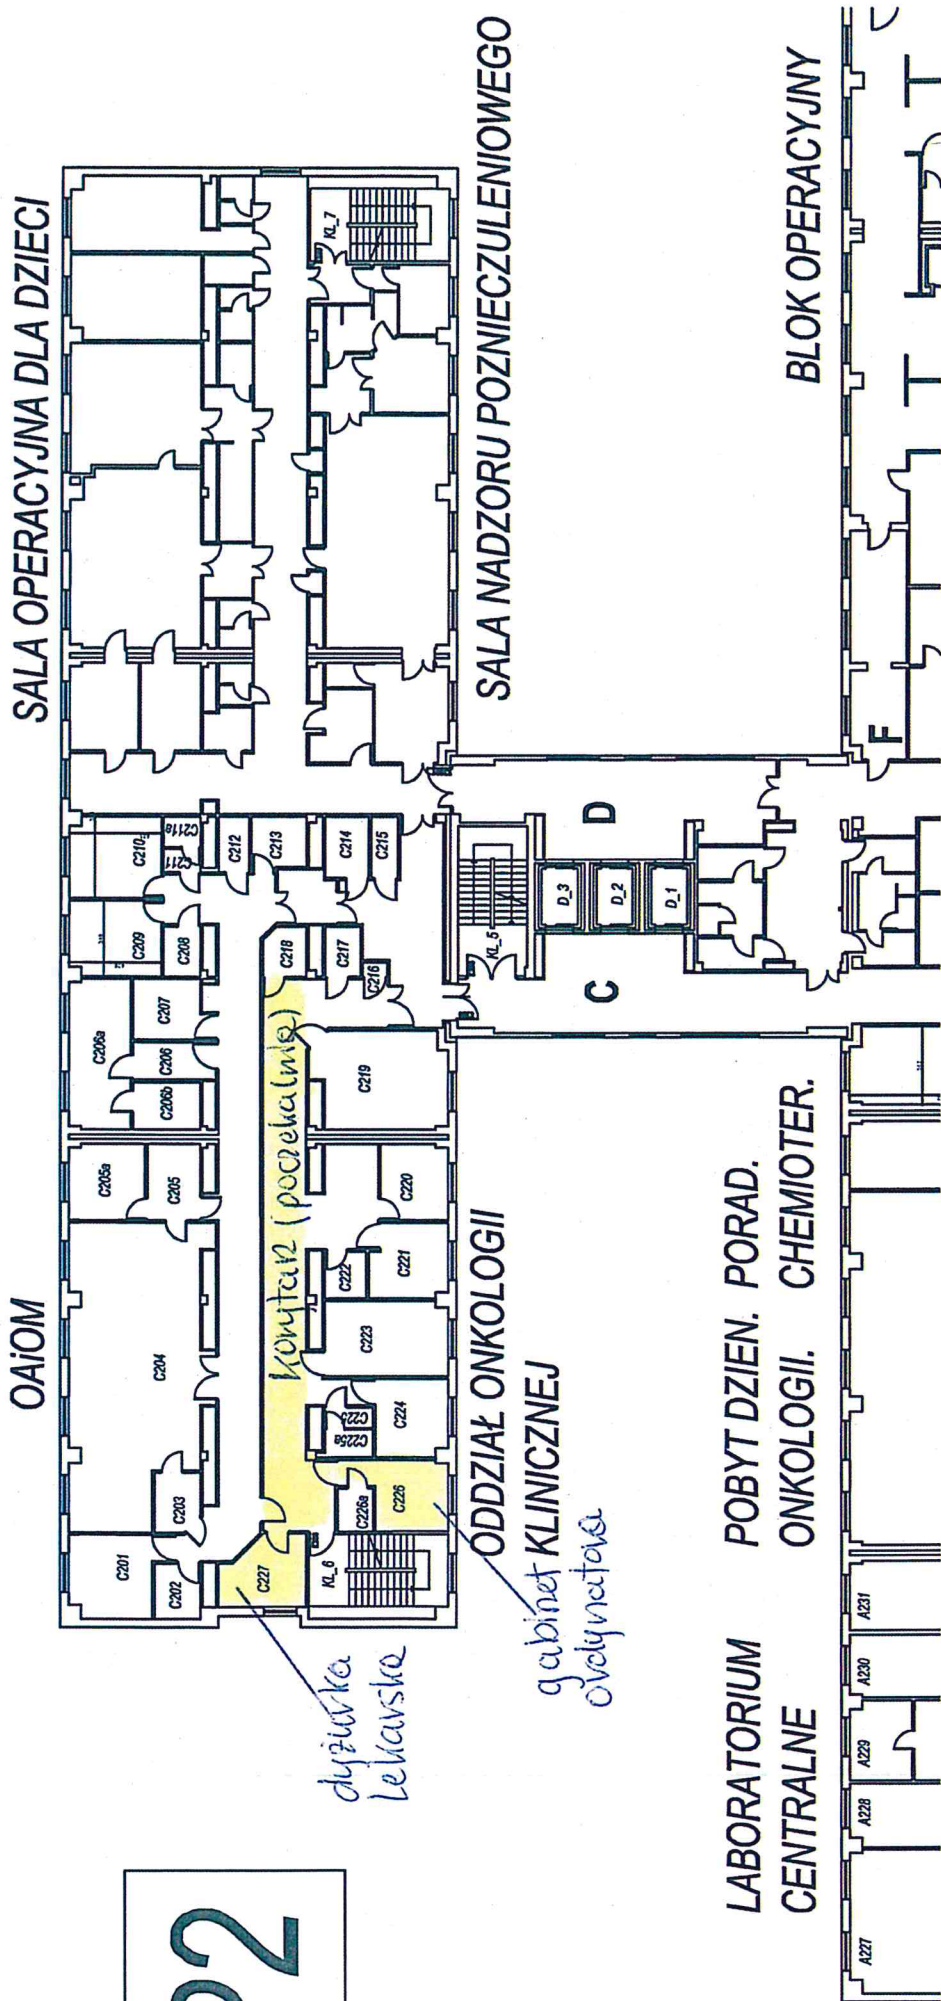 SALA OPERACYJNA DLA DZIECI
OAiOM
C201
C202
C203
C204
C205a
C205
C206a
C206b
C206
C207
C208
C209
C210
C211
C211a
C212
C213
C214
C215
C216
C217
C218
C219
C220
C221
C222
C223
C224
C225
C225a
C226
C226a
C227
KL_6
KL_7
korytarz (poczekalnia)
dyżurka
lekarska
gabinet
ordynatora
ODDZIAŁ ONKOLOGII
KLINICZNEJ
SALA NADZORU POZNIECZULENIOWEGO
KL_5
D_3
D_2
D_1
C
D
P2
LABORATORIUM
CENTRALNE
POBYT DZIEN. PORAD.
ONKOLOGII. CHEMIOTER.
BLOK OPERACYJNY
F
A227
A228
A229
A230
A231